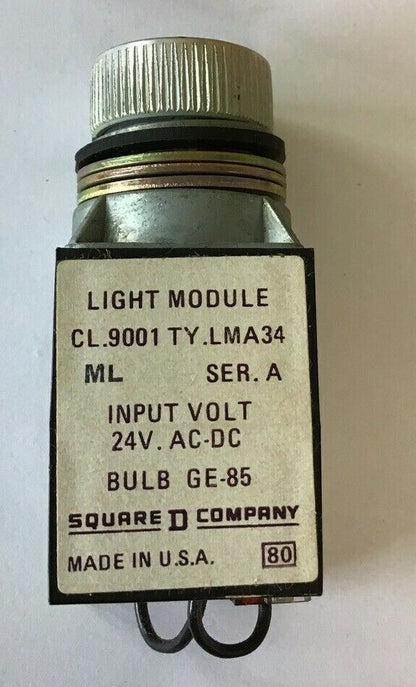 LIGHT MODULE
CL.9001 TY.LMA34
ML SER. A
INPUT VOLT
24V. AC-DC
BULB GE-85
SQUARE D COMPANY
MADE IN U.S.A. 80